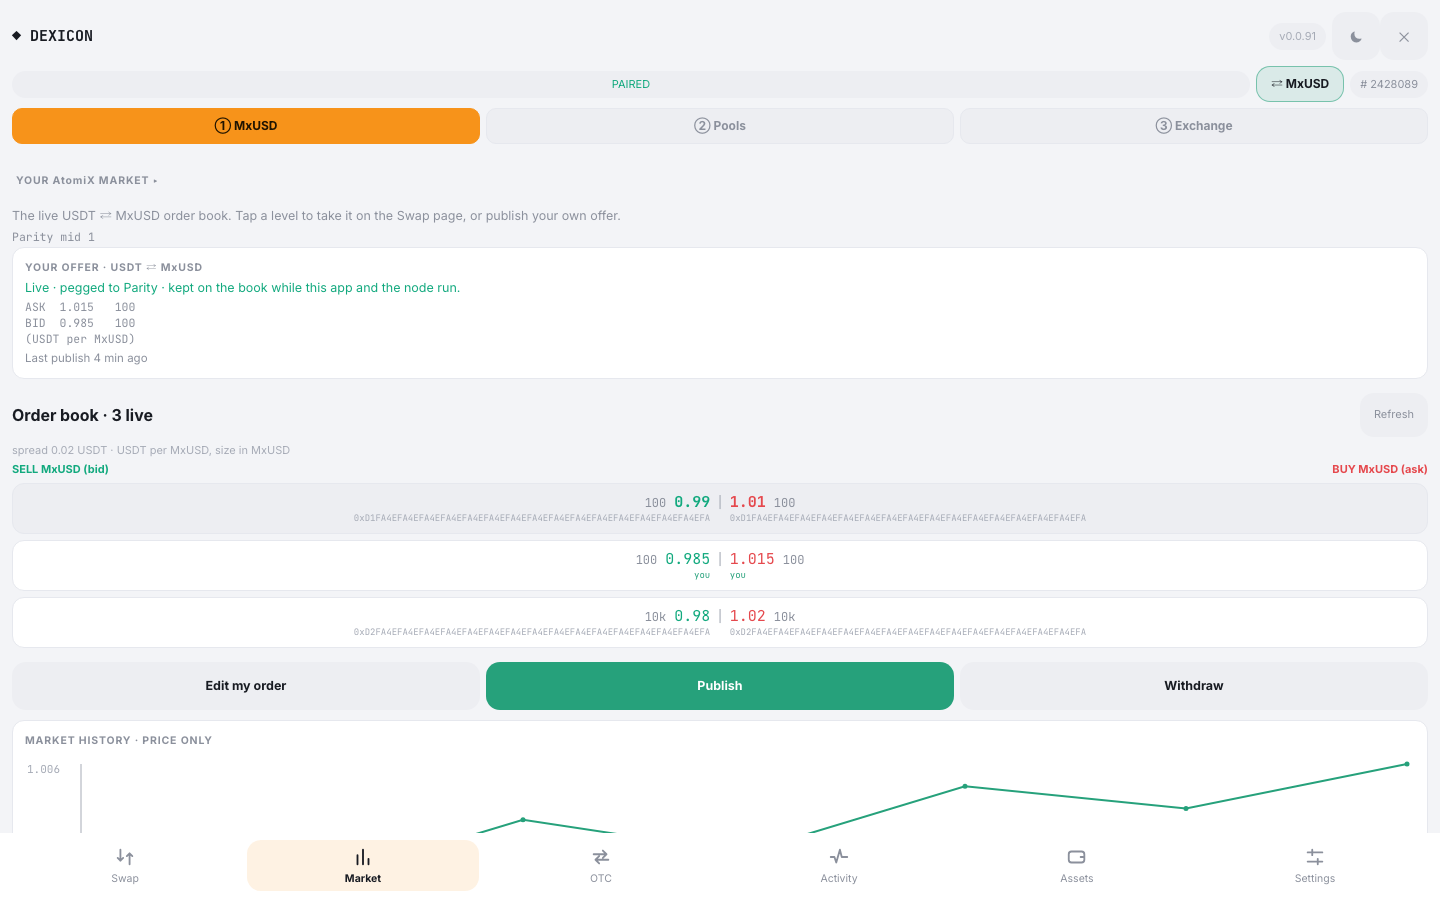 ◆ DEXICON
v0.0.91
PAIRED
⇄ MxUSD
# 2428089
① MxUSD
② Pools
③ Exchange
YOUR AtomiX MARKET ▸
The live USDT ⇄ MxUSD order book. Tap a level to take it on the Swap page, or publish your own offer.
Parity mid 1
YOUR OFFER · USDT ⇄ MxUSD
Live · pegged to Parity · kept on the book while this app and the node run.
ASK 1.015 100
BID 0.985 100
(USDT per MxUSD)
Last publish 4 min ago
Order book · 3 live
Refresh
spread 0.02 USDT · USDT per MxUSD, size in MxUSD
SELL MxUSD (bid)
BUY MxUSD (ask)
100 0.99 | 1.01 100
0xD1FA4EFA4EFA4EFA4EFA4EFA4EFA4EFA4EFA4EFA4EFA4EFA4EFA4EFA4EFA4EFA 0xD1FA4EFA4EFA4EFA4EFA4EFA4EFA4EFA4EFA4EFA4EFA4EFA4EFA4EFA4EFA4EFA
100 0.985 | 1.015 100
you you
10k 0.98 | 1.02 10k
0xD2FA4EFA4EFA4EFA4EFA4EFA4EFA4EFA4EFA4EFA4EFA4EFA4EFA4EFA4EFA4EFA 0xD2FA4EFA4EFA4EFA4EFA4EFA4EFA4EFA4EFA4EFA4EFA4EFA4EFA4EFA4EFA4EFA
Edit my order
Publish
Withdraw
MARKET HISTORY · PRICE ONLY
1.006
Swap
Market
OTC
Activity
Assets
Settings